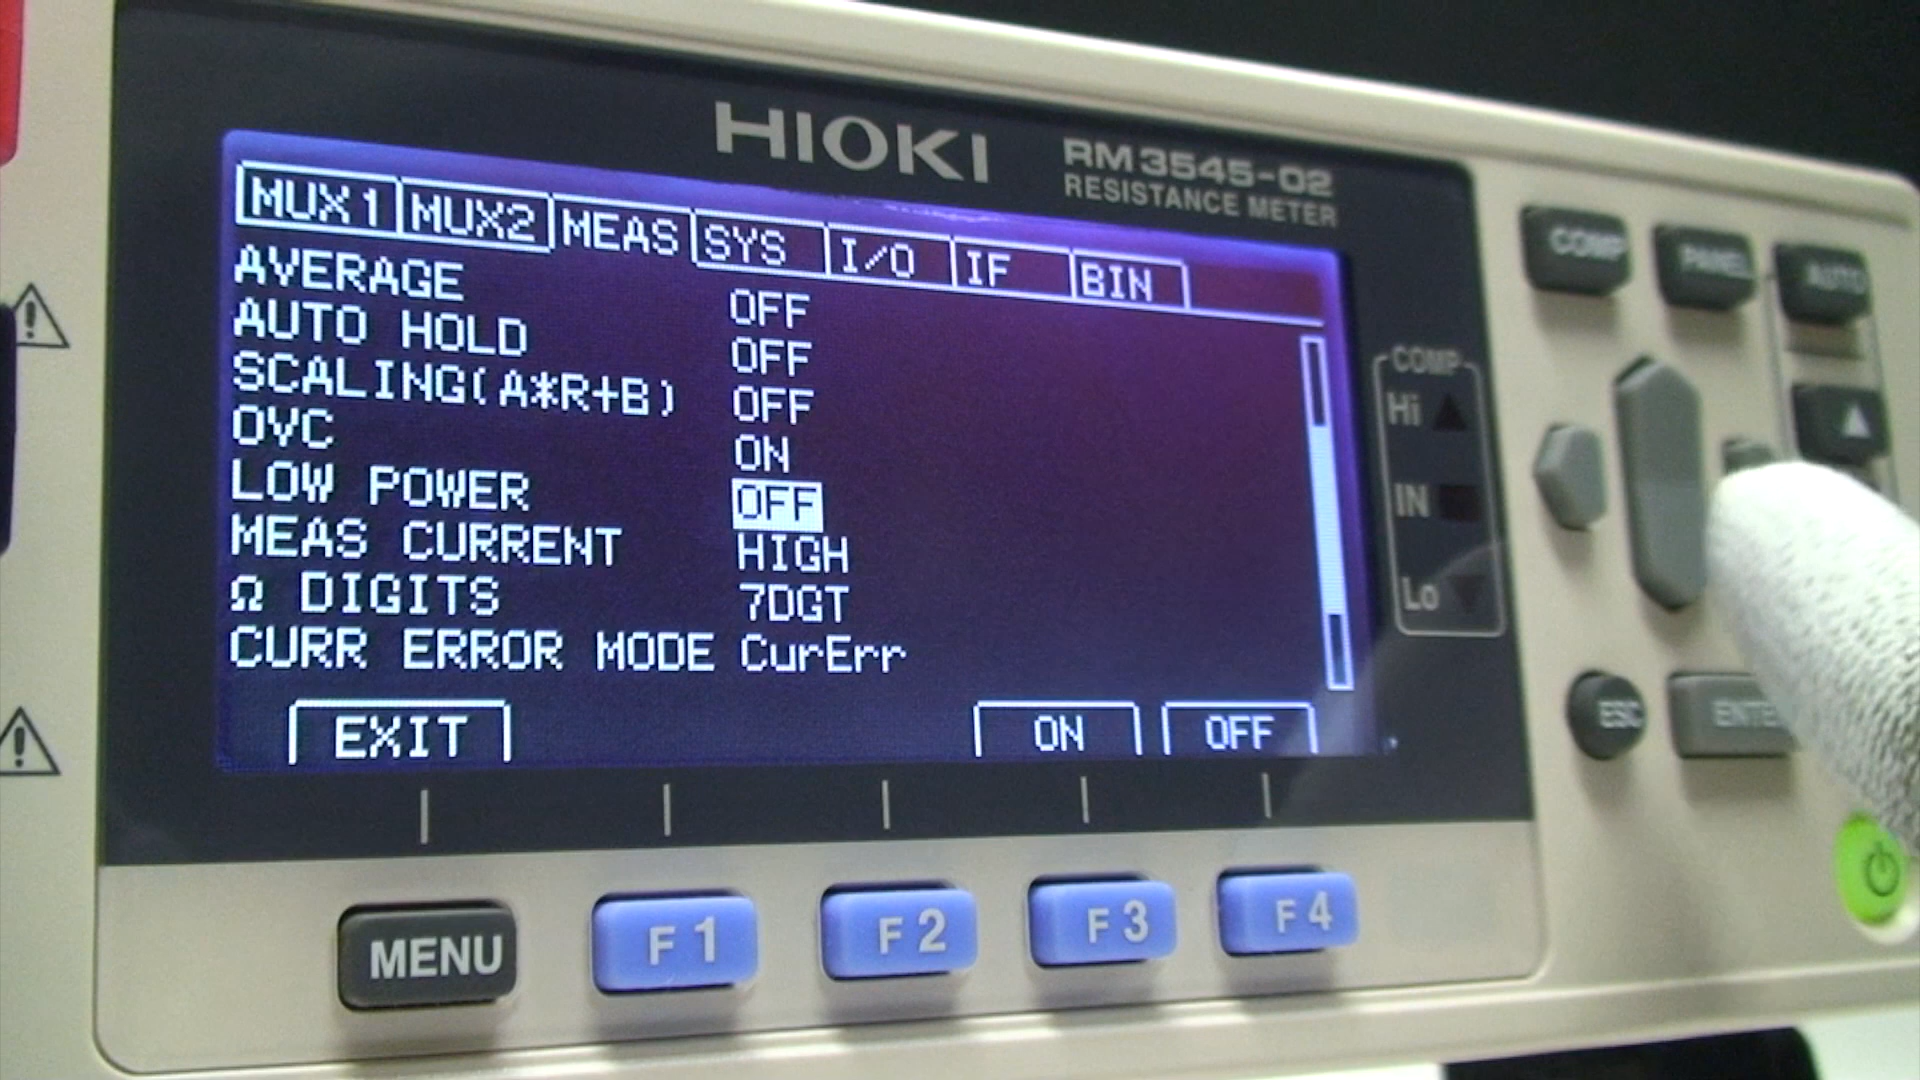 HIOKI
RM3545-02
RESISTANCE METER
MUX1 MUX2 MEAS SYS I/O IF BIN
AVERAGE OFF
AUTO HOLD OFF
SCALING(A*R+B) OFF
OVC ON
LOW POWER OFF
MEAS CURRENT HIGH
Ω DIGITS 7DGT
CURR ERROR MODE CurErr
EXIT ON OFF
MENU F1 F2 F3 F4
COMP PANEL AUTO
COMP
Hi
IN
Lo
ESC